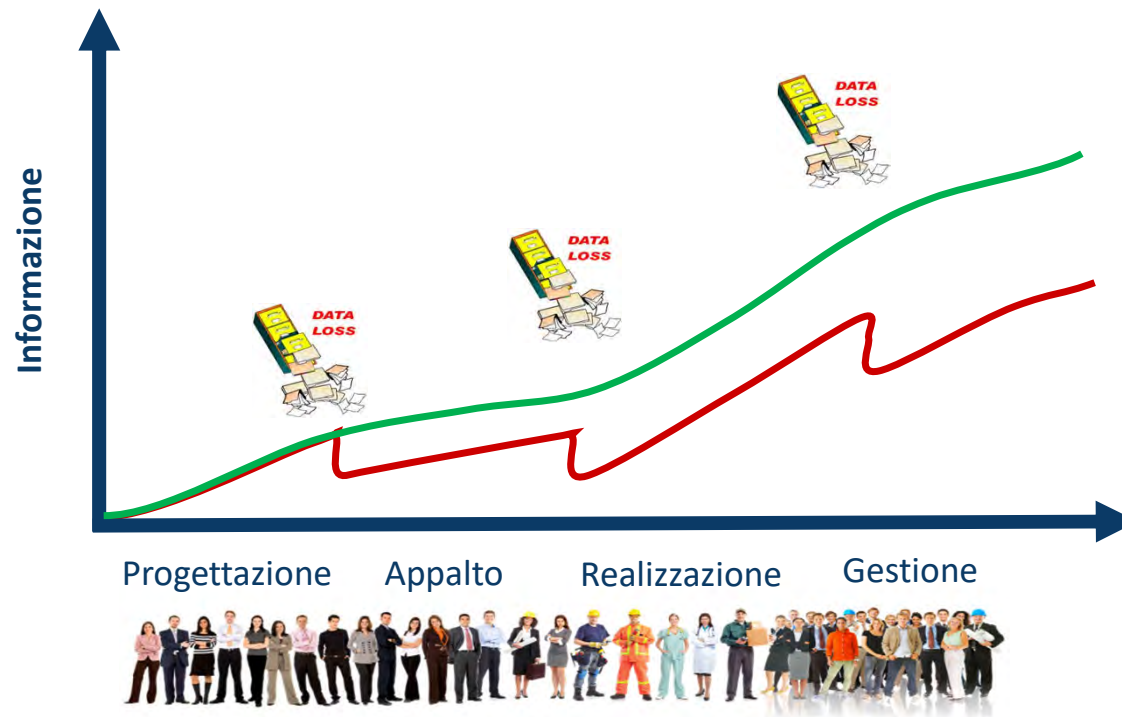 DATA
LOSS
DATA
LOSS
DATA
LOSS
Informazione
Progettazione
Appalto
Realizzazione
Gestione